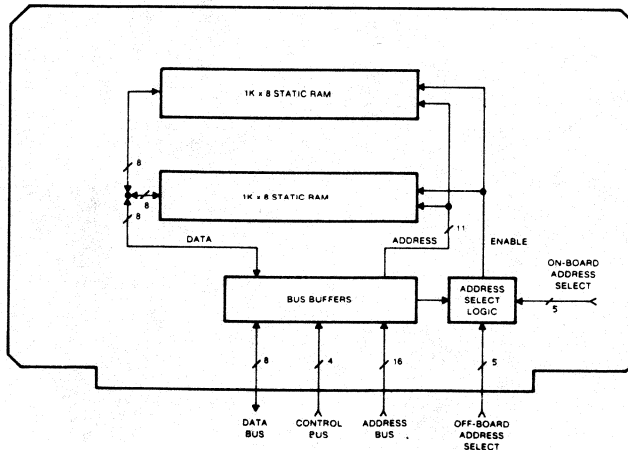 1K x 8 STATIC RAM
8
1K x 8 STATIC RAM
8
8
11
DATA
ADDRESS
ENABLE
ON-BOARD
ADDRESS
SELECT
BUS BUFFERS
ADDRESS
SELECT
LOGIC
5
8
4
16
5
DATA
BUS
CONTROL
BUS
ADDRESS
BUS
OFF-BOARD
ADDRESS
SELECT